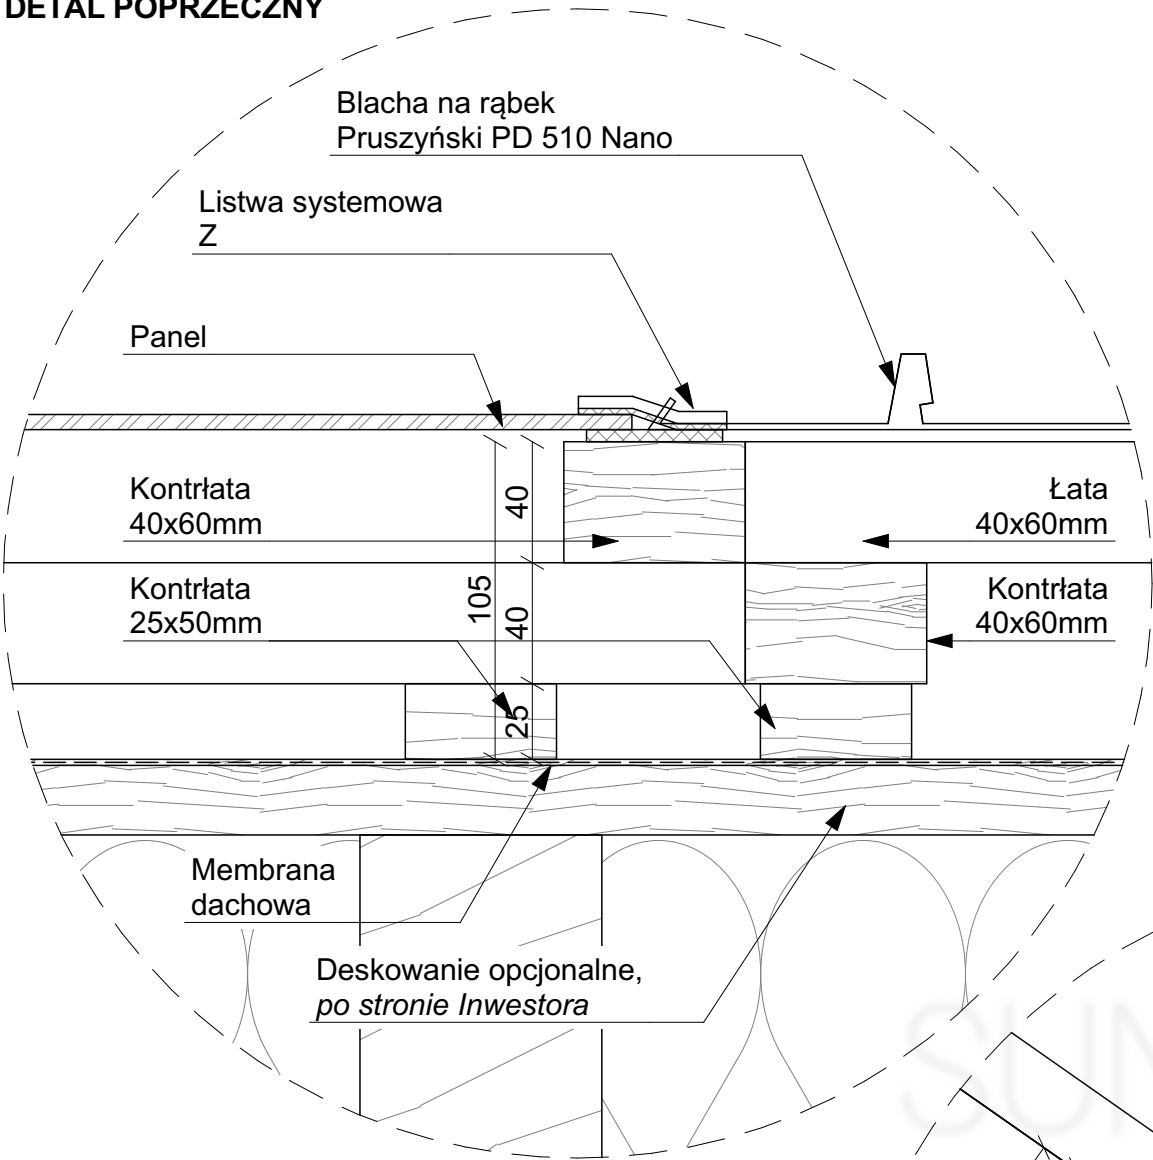 DETAL POPRZECZNY
Blacha na rąbek
Pruszyński PD 510 Nano
Listwa systemowa
Z
Panel
Kontrłata
40x60mm
Łata
40x60mm
Kontrłata
25x50mm
Kontrłata
40x60mm
40
105
40
25
Membrana
dachowa
Deskowanie opcjonalne,
po stronie Inwestora